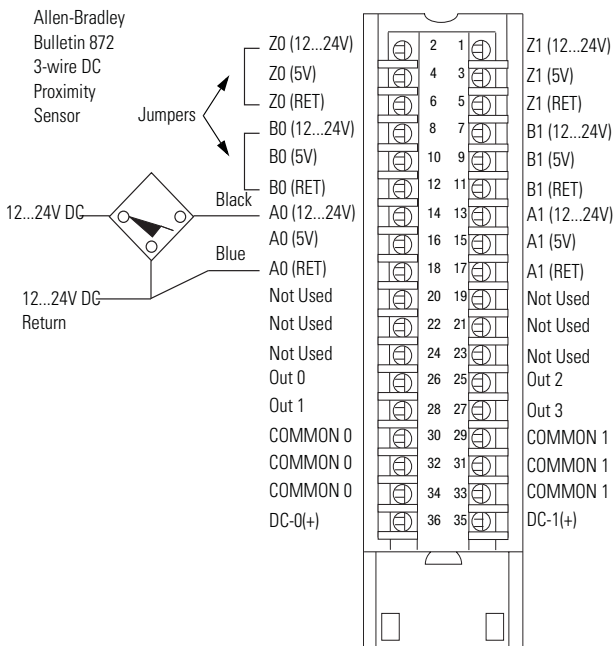 Allen-Bradley
Bulletin 872
3-wire DC
Proximity
Sensor
Jumpers
Black
12...24V DC
Blue
12...24V DC
Return
Z0 (12...24V) 2 1 Z1 (12...24V)
Z0 (5V) 4 3 Z1 (5V)
Z0 (RET) 6 5 Z1 (RET)
B0 (12...24V) 8 7 B1 (12...24V)
B0 (5V) 10 9 B1 (5V)
B0 (RET) 12 11 B1 (RET)
A0 (12...24V) 14 13 A1 (12...24V)
A0 (5V) 16 15 A1 (5V)
A0 (RET) 18 17 A1 (RET)
Not Used 20 19 Not Used
Not Used 22 21 Not Used
Not Used 24 23 Not Used
Out 0 26 25 Out 2
Out 1 28 27 Out 3
COMMON 0 30 29 COMMON 1
COMMON 0 32 31 COMMON 1
COMMON 0 34 33 COMMON 1
DC-0(+) 36 35 DC-1(+)